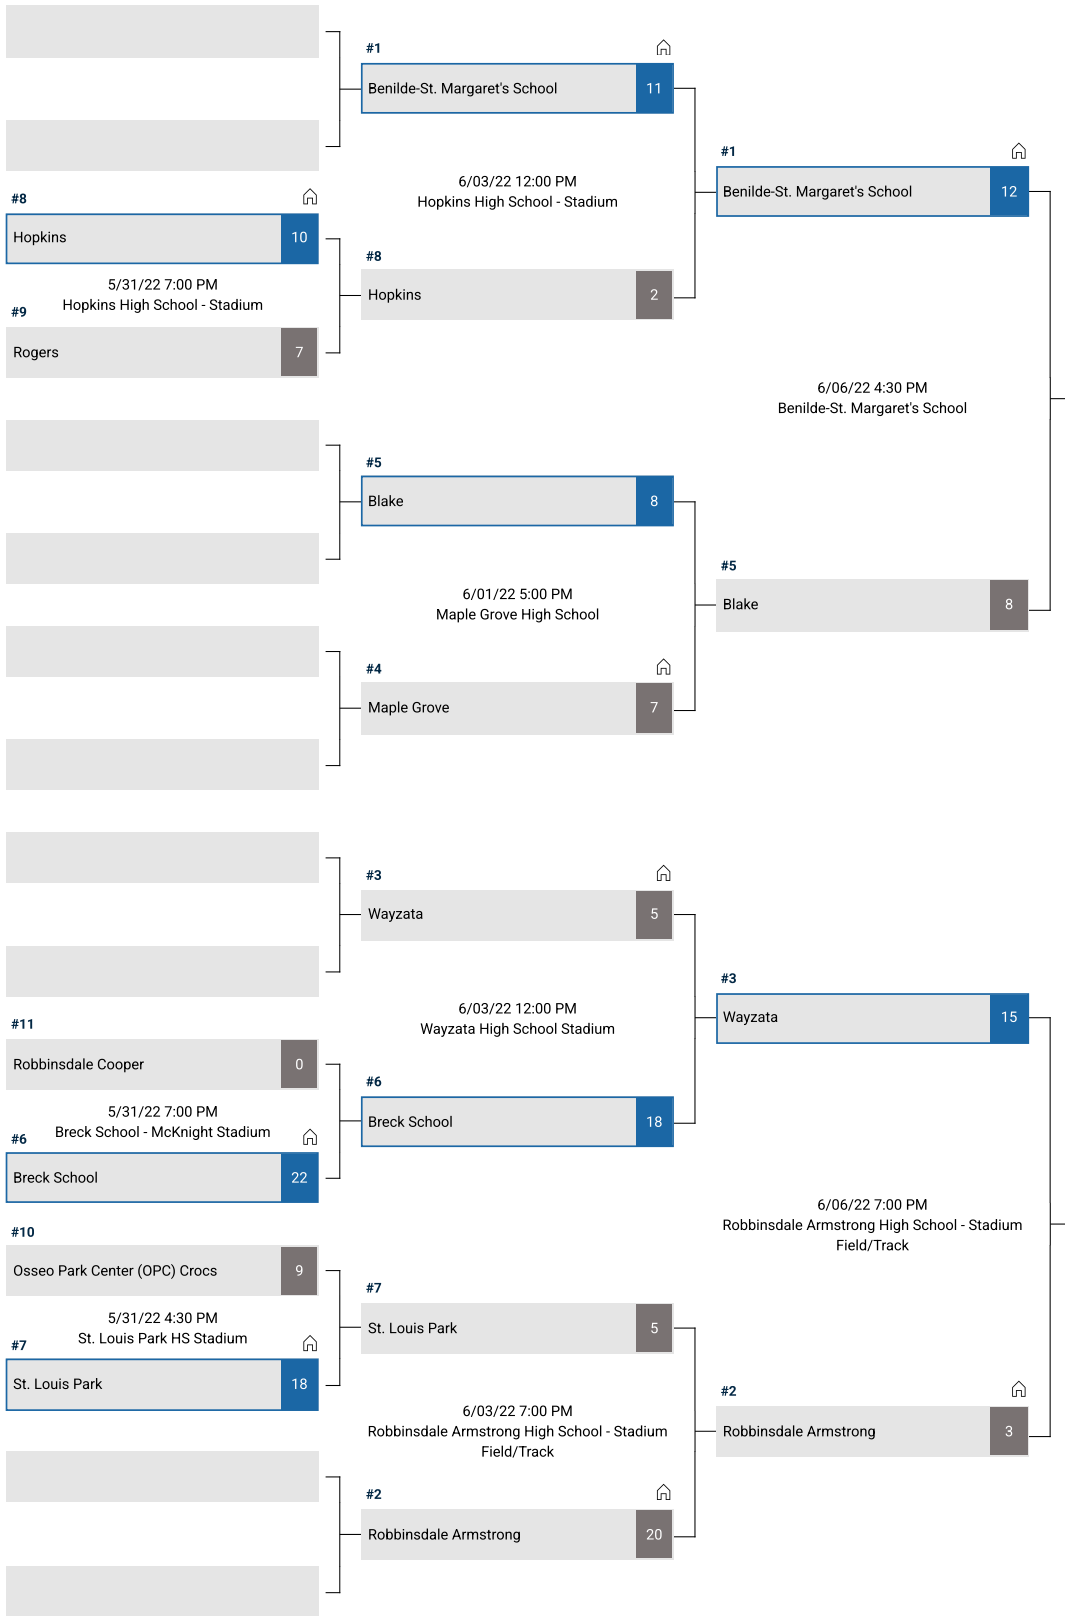 #1
Benilde-St. Margaret's School 11
6/03/22 12:00 PM
Hopkins High School - Stadium
#8
Hopkins 10
5/31/22 7:00 PM
Hopkins High School - Stadium
#9
Rogers 7
#8
Hopkins 2
#1
Benilde-St. Margaret's School 12
6/06/22 4:30 PM
Benilde-St. Margaret's School
#5
Blake 8
6/01/22 5:00 PM
Maple Grove High School
#4
Maple Grove 7
#5
Blake 8
#3
Wayzata 5
6/03/22 12:00 PM
Wayzata High School Stadium
#11
Robbinsdale Cooper 0
5/31/22 7:00 PM
Breck School - McKnight Stadium
#6
Breck School 22
#6
Breck School 18
#3
Wayzata 15
6/06/22 7:00 PM
Robbinsdale Armstrong High School - Stadium
Field/Track
#10
Osseo Park Center (OPC) Crocs 9
5/31/22 4:30 PM
St. Louis Park HS Stadium
#7
St. Louis Park 18
#7
St. Louis Park 5
6/03/22 7:00 PM
Robbinsdale Armstrong High School - Stadium
Field/Track
#2
Robbinsdale Armstrong 20
#2
Robbinsdale Armstrong 3